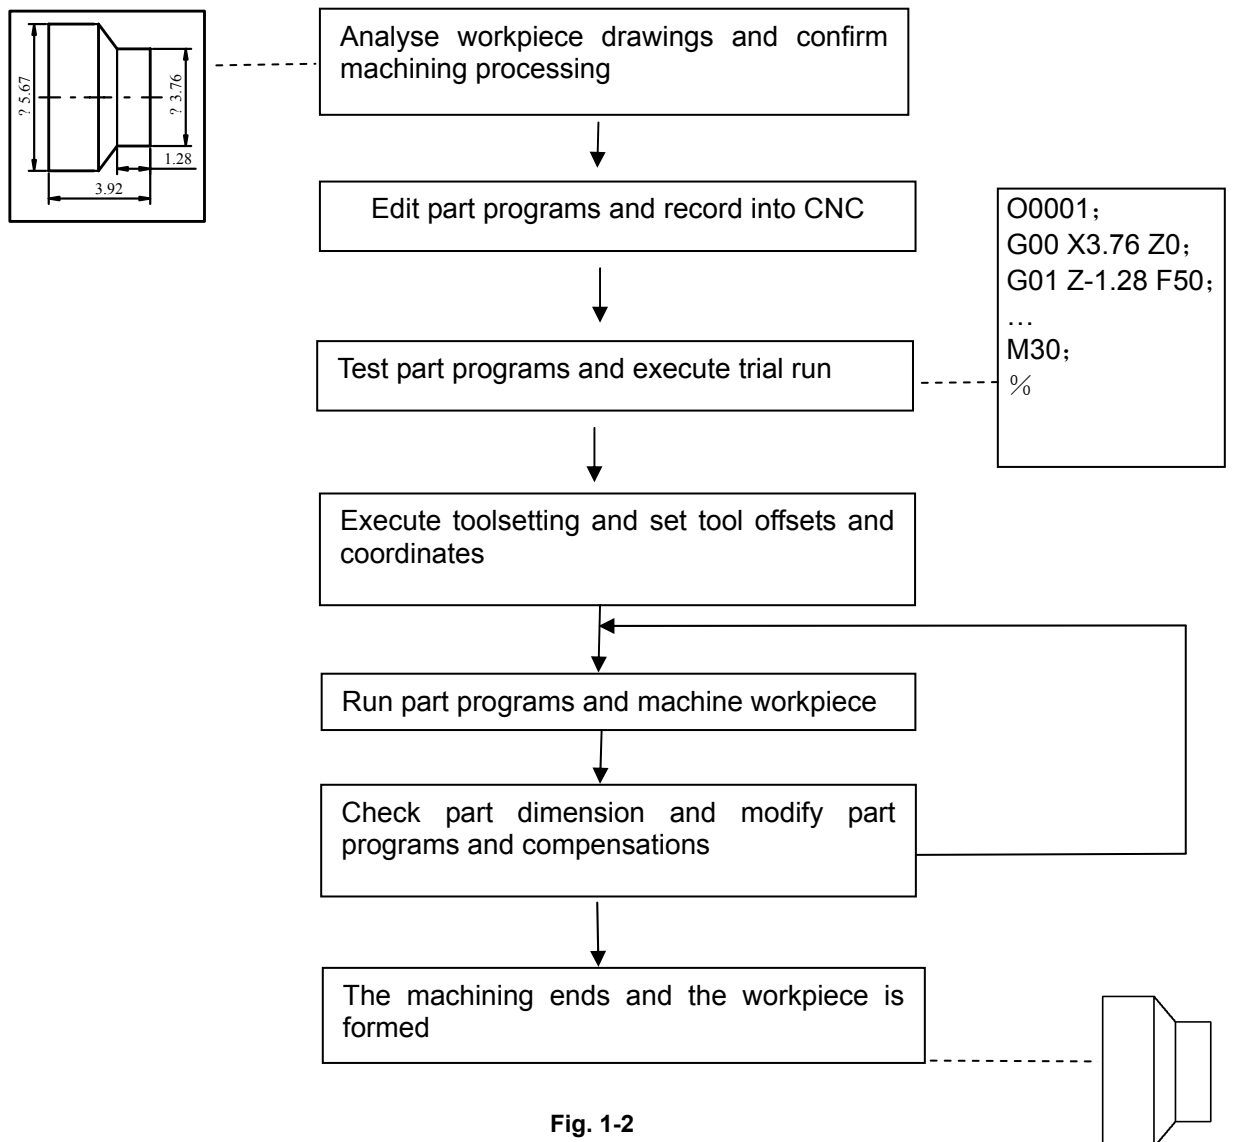 Analyse workpiece drawings and confirm
machining processing
? 5.67
? 3.76
1.28
3.92
Edit part programs and record into CNC
O0001；
G00 X3.76 Z0；
G01 Z-1.28 F50；
…
M30；
%
Test part programs and execute trial run
Execute toolsetting and set tool offsets and
coordinates
Run part programs and machine workpiece
Check part dimension and modify part
programs and compensations
The machining ends and the workpiece is
formed
Fig. 1-2